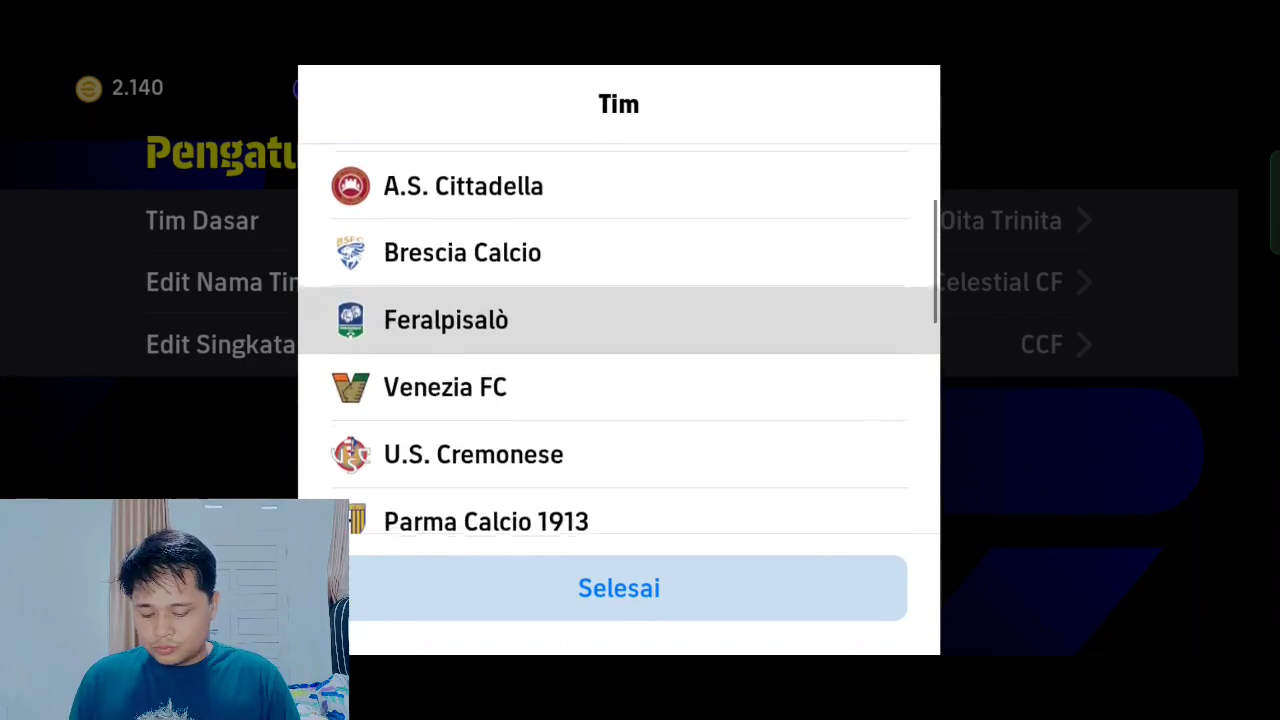 2.140
Tim
Pengatu
A.S. Cittadella
Tim Dasar
Oita Trinita
Brescia Calcio
Edit Nama Tim
Celestial CF
Feralpisalò
Edit Singkata
CCF
Venezia FC
U.S. Cremonese
Parma Calcio 1913
Selesai